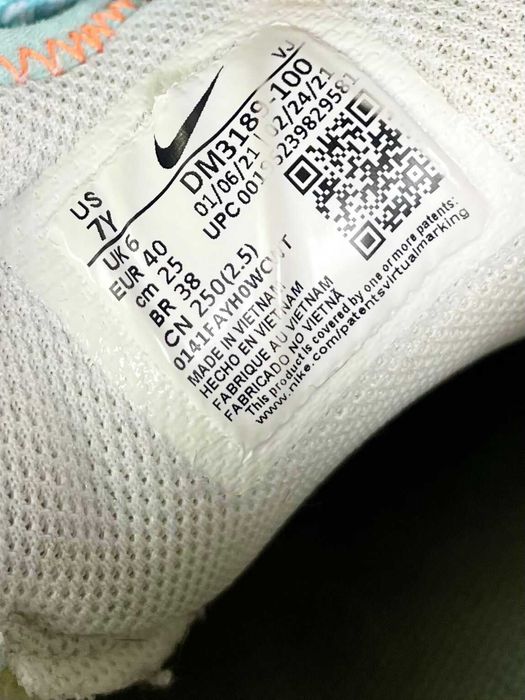 VJ
US
7Y
DM3189-100
01/06/21 02/24/21
UK 6
EUR 40
cm 25
BR 38
CN 250(2.5)
MADE IN VIETNAM
HECHO EN VIETNAM
FABRIQUE AU VIETNAM
FABRICADO NO VIETNÃ
This product is covered by one or more patents:
www.nike.com/patentsvirtualmarking
UPC